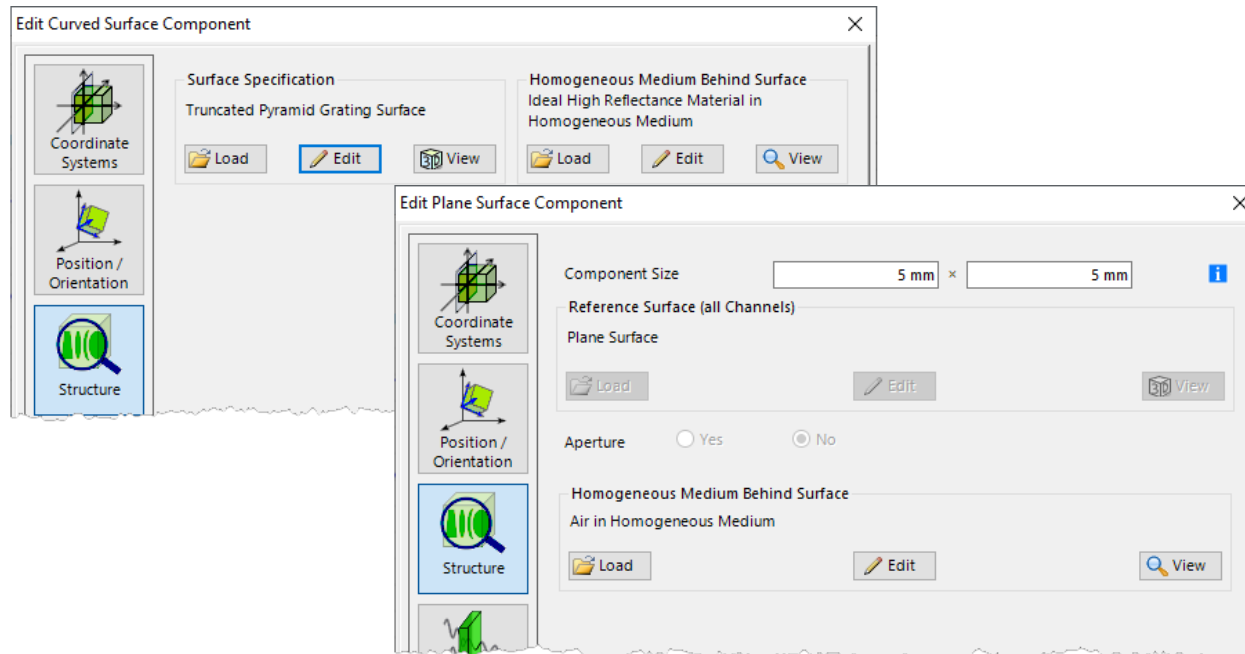 Edit Curved Surface Component
Coordinate
Systems
Position /
Orientation
Structure
Surface Specification
Truncated Pyramid Grating Surface
Load
Edit
3D View
Homogeneous Medium Behind Surface
Ideal High Reflectance Material in
Homogeneous Medium
Load
Edit
View
Edit Plane Surface Component
Coordinate
Systems
Position /
Orientation
Structure
Component Size 5 mm × 5 mm i
Reference Surface (all Channels)
Plane Surface
Load Edit 3D View
Aperture Yes No
Homogeneous Medium Behind Surface
Air in Homogeneous Medium
Load Edit View